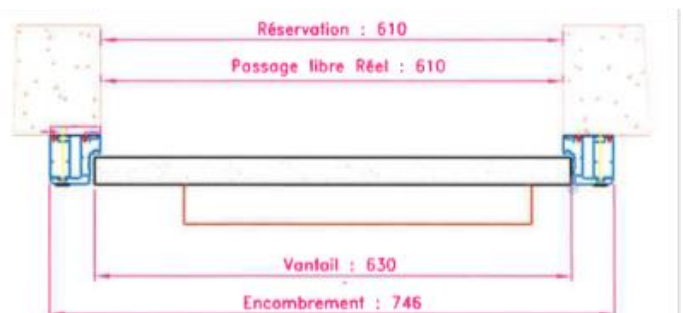 Réservation : 610
Passage libre Réel : 610
Vantail : 630
Encombrement : 746